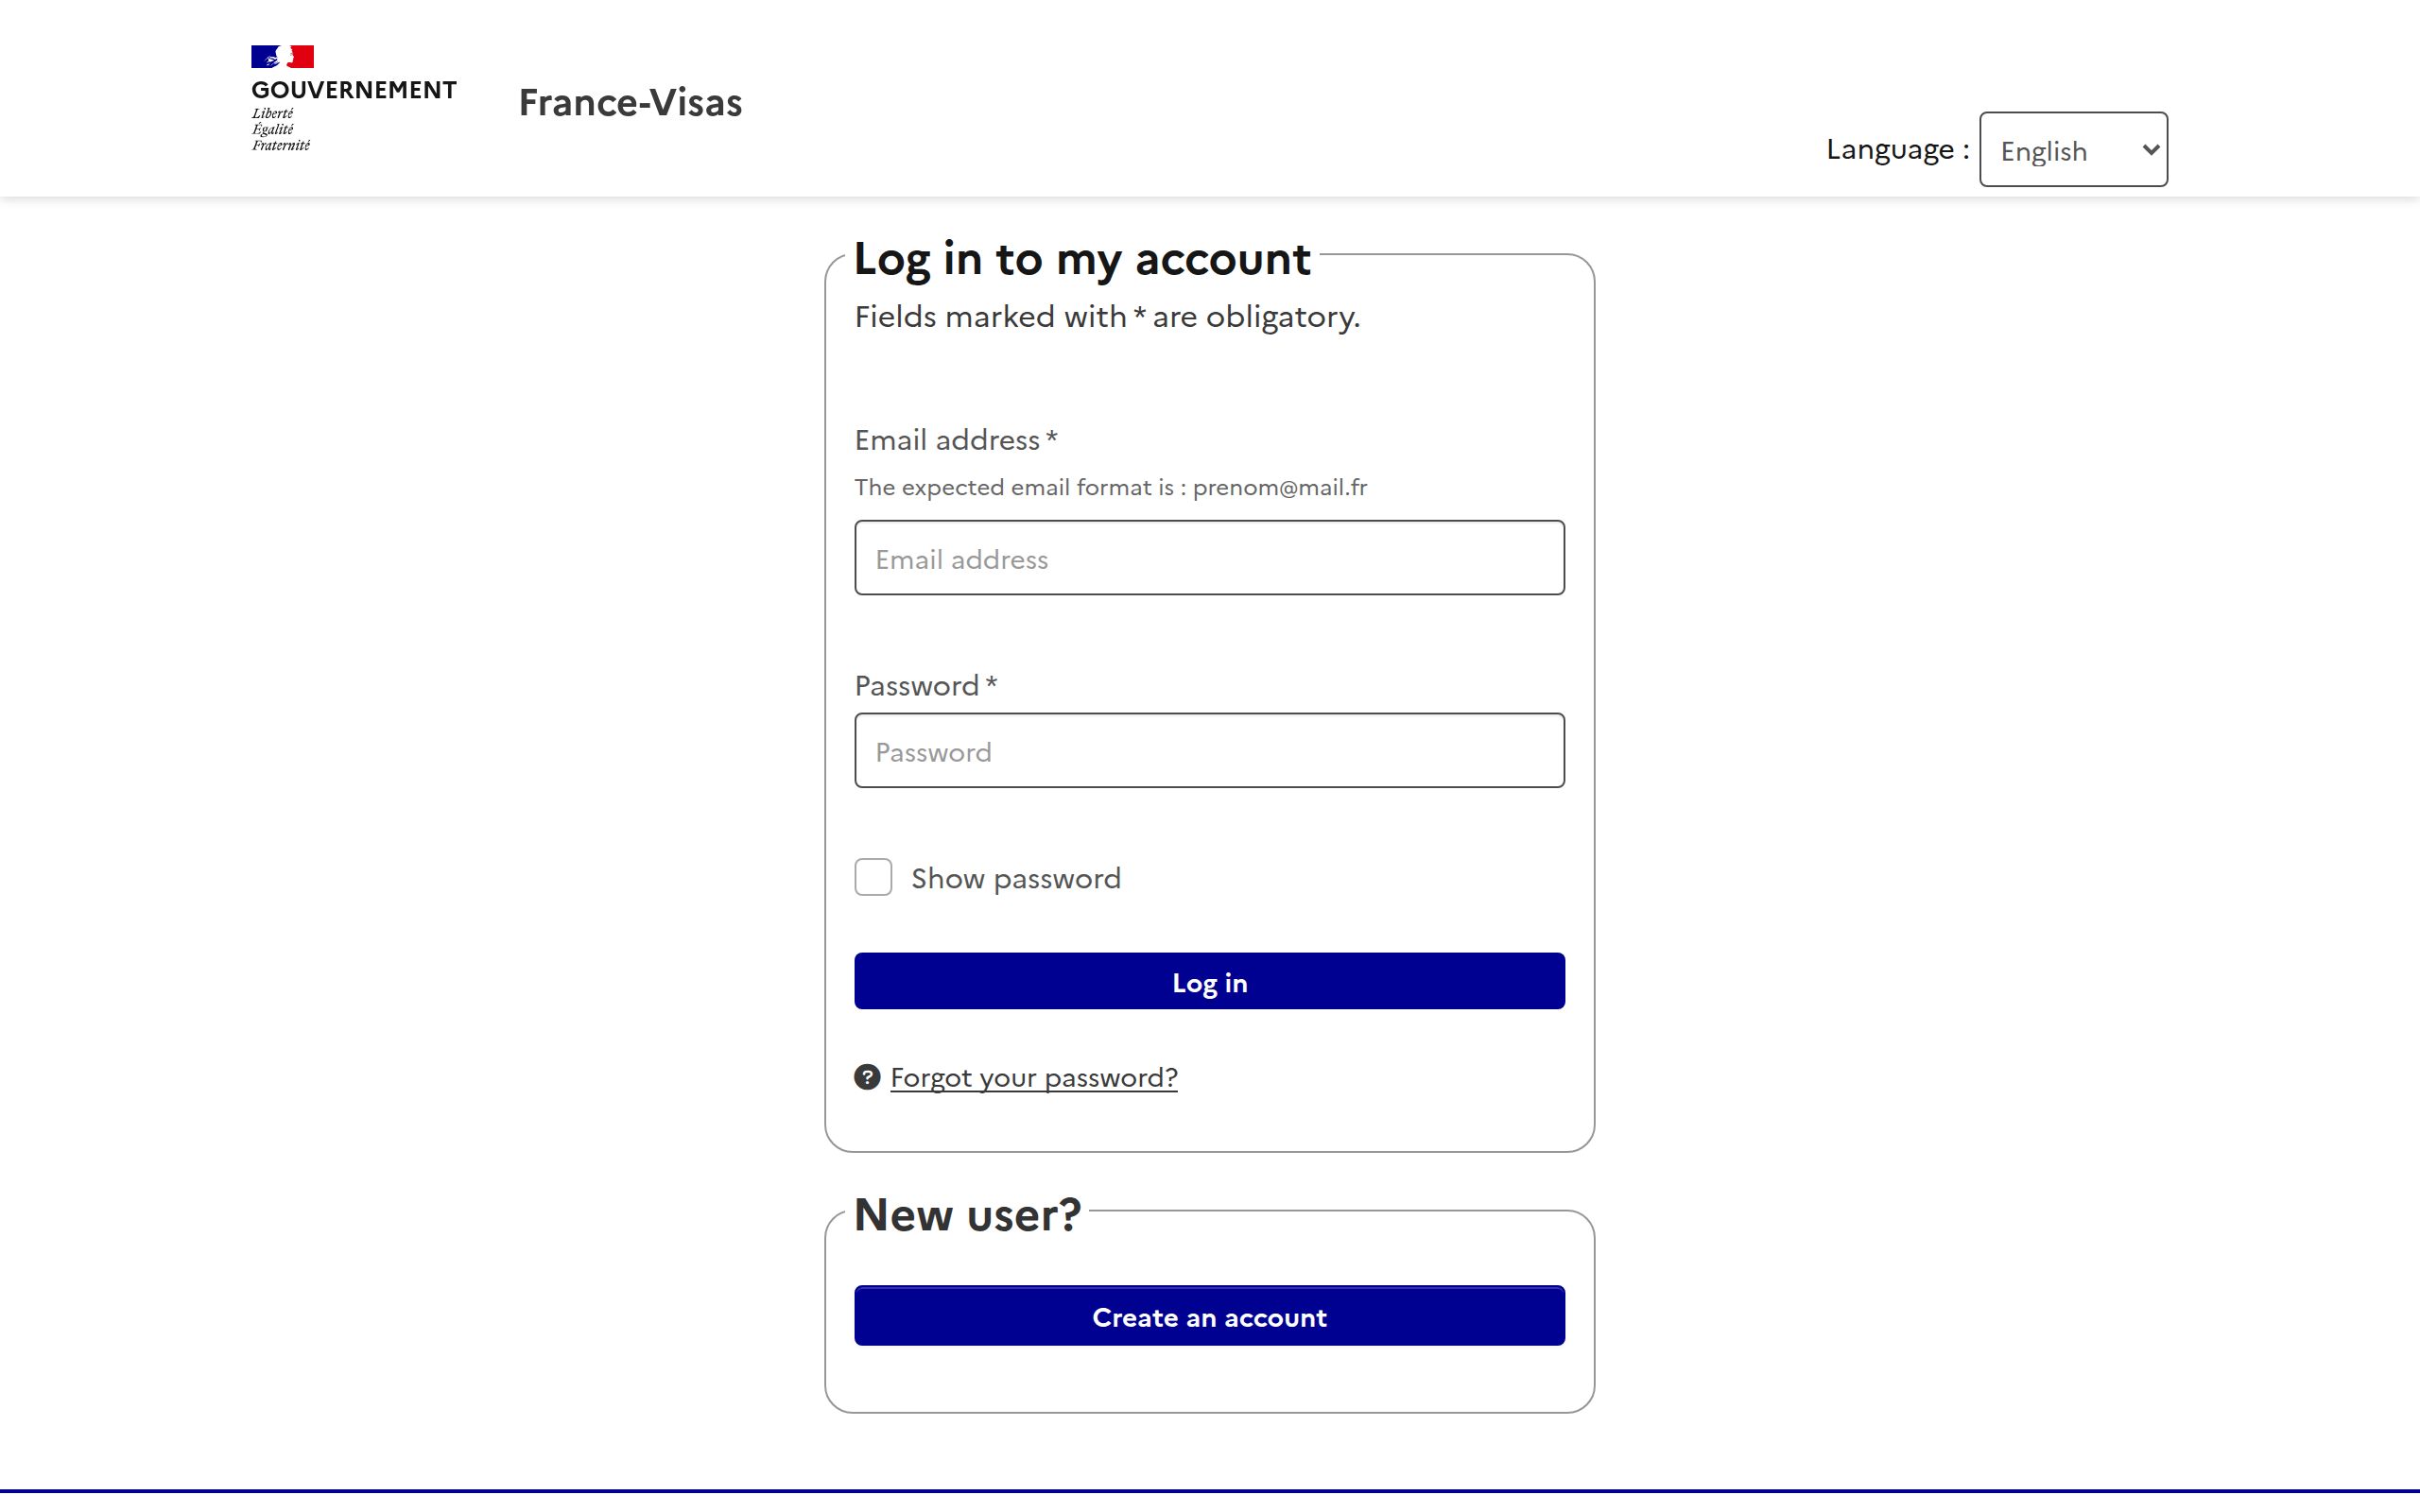 GOUVERNEMENT
Liberté
Égalité
Fraternité
France-Visas
Language :
English
Log in to my account
Fields marked with * are obligatory.
Email address *
The expected email format is : prenom@mail.fr
Email address
Password *
Password
Show password
Log in
? Forgot your password?
New user?
Create an account